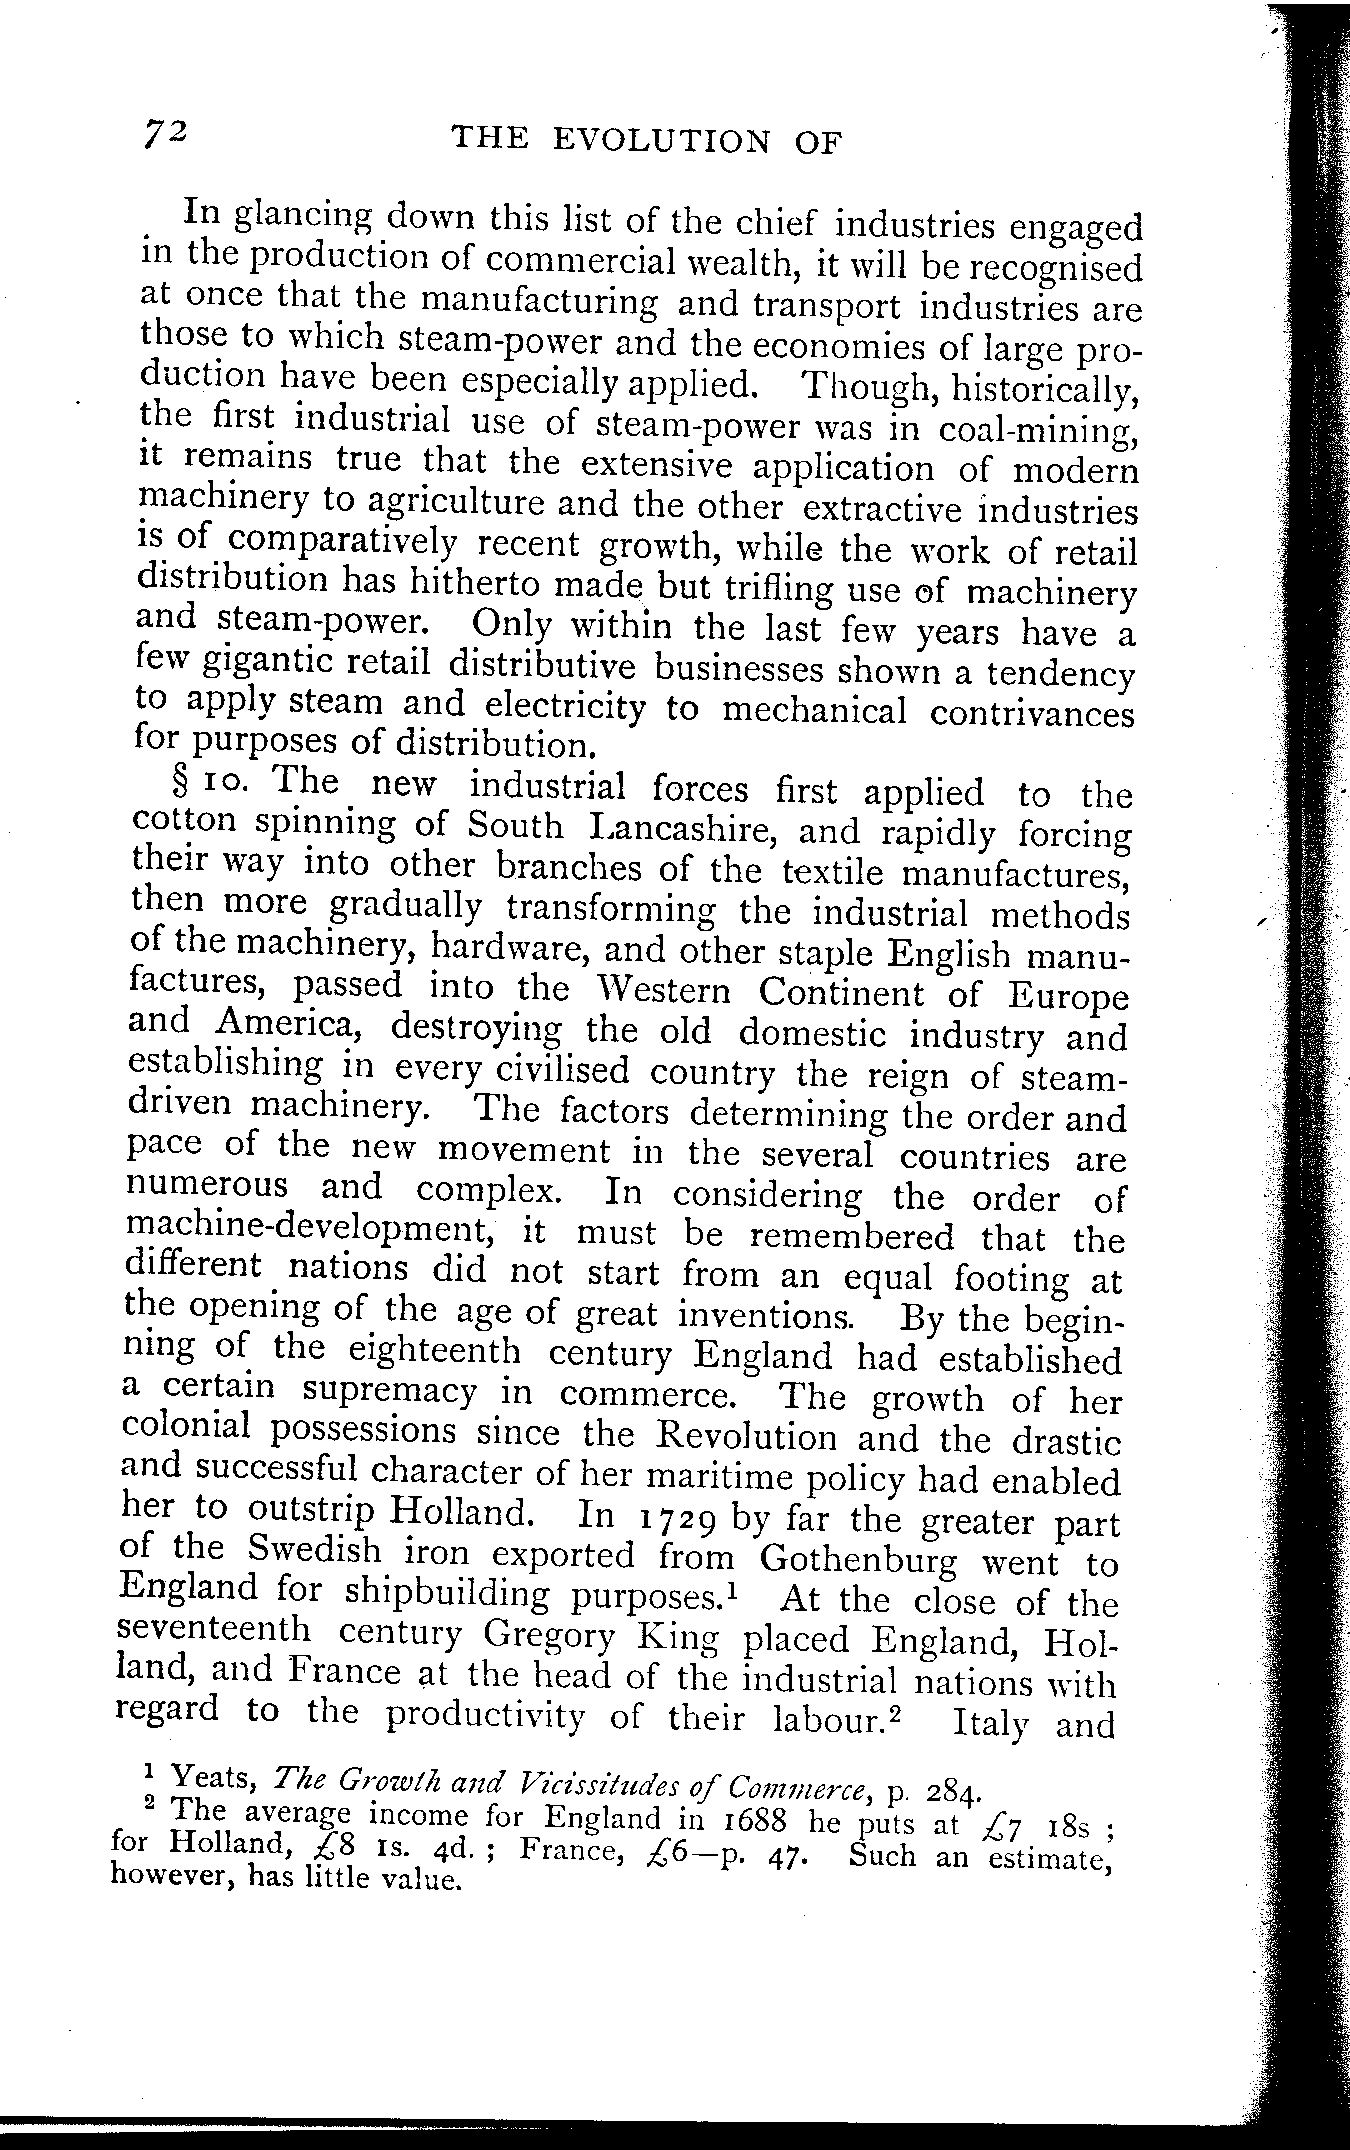 72 THE EVOLUTION OF
In glancing down this list of the chief industries engaged
in the production of commercial wealth, it will be recognised
at once that the manufacturing and transport industries are
those to which steam-power and the economies of large pro-
duction have been especially applied. Though, historically,
the first industrial use of steam-power was in coal-mining,
it remains true that the extensive application of modern
machinery to agriculture and the other extractive industries
is of comparatively recent growth, while the work of retail
distribution has hitherto made but trifling use of machinery
and steam-power. Only within the last few years have a
few gigantic retail distributive businesses shown a tendency
to apply steam and electricity to mechanical contrivances
for purposes of distribution.
§ 10. The new industrial forces first applied to the
cotton spinning of South Lancashire, and rapidly forcing
their way into other branches of the textile manufactures,
then more gradually transforming the industrial methods
of the machinery, hardware, and other staple English manu-
factures, passed into the Western Continent of Europe
and America, destroying the old domestic industry and
establishing in every civilised country the reign of steam-
driven machinery. The factors determining the order and
pace of the new movement in the several countries are
numerous and complex. In considering the order of
machine-development, it must be remembered that the
different nations did not start from an equal footing at
the opening of the age of great inventions. By the begin-
ning of the eighteenth century England had established
a certain supremacy in commerce. The growth of her
colonial possessions since the Revolution and the drastic
and successful character of her maritime policy had enabled
her to outstrip Holland. In 1729 by far the greater part
of the Swedish iron exported from Gothenburg went to
England for shipbuilding purposes.¹ At the close of the
seventeenth century Gregory King placed England, Hol-
land, and France at the head of the industrial nations with
regard to the productivity of their labour.² Italy and
¹ Yeats, The Growth and Vicissitudes of Commerce, p. 284.
² The average income for England in 1688 he puts at £7 18s ;
for Holland, £8 1s. 4d. ; France, £6—p. 47. Such an estimate,
however, has little value.